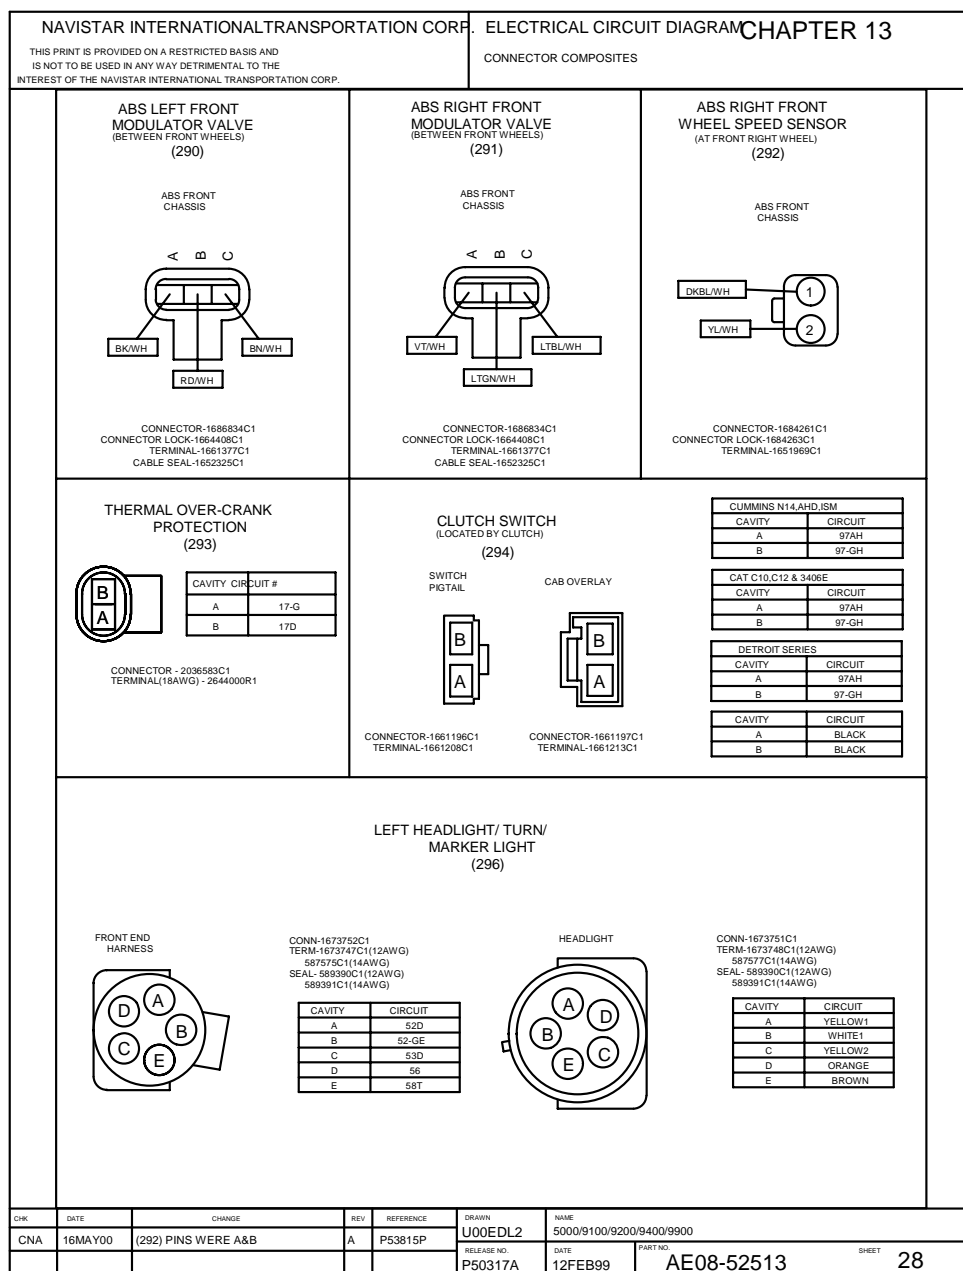 NAVISTAR INTERNATIONALTRANSPORTATION CORP.
THIS PRINT IS PROVIDED ON A RESTRICTED BASIS AND
IS NOT TO BE USED IN ANY WAY DETRIMENTAL TO THE
INTEREST OF THE NAVISTAR INTERNATIONAL TRANSPORTATION CORP.
ELECTRICAL CIRCUIT DIAGRAM
CHAPTER 13
CONNECTOR COMPOSITES
ABS LEFT FRONT
MODULATOR VALVE
(BETWEEN FRONT WHEELS)
(290)
ABS FRONT
CHASSIS
A B C
BK/WH
BN/WH
RD/WH
CONNECTOR-1686834C1
CONNECTOR LOCK-1664408C1
TERMINAL-1661377C1
CABLE SEAL-1652325C1
ABS RIGHT FRONT
MODULATOR VALVE
(BETWEEN FRONT WHEELS)
(291)
ABS FRONT
CHASSIS
A B C
VT/WH
LTBL/WH
LTGN/WH
CONNECTOR-1686834C1
CONNECTOR LOCK-1664408C1
TERMINAL-1661377C1
CABLE SEAL-1652325C1
ABS RIGHT FRONT
WHEEL SPEED SENSOR
(AT FRONT RIGHT WHEEL)
(292)
ABS FRONT
CHASSIS
DKBL/WH 1
YL/WH 2
CONNECTOR-1684261C1
CONNECTOR LOCK-1684263C1
TERMINAL-1651969C1
THERMAL OVER-CRANK
PROTECTION
(293)
B
A
CAVITY CIRCUIT #
A 17-G
B 17D
CONNECTOR - 2036583C1
TERMINAL(18AWG) - 2644000R1
CLUTCH SWITCH
(LOCATED BY CLUTCH)
(294)
SWITCH
PIGTAIL
B
A
CONNECTOR-1661196C1
TERMINAL-1661208C1
CAB OVERLAY
B
A
CONNECTOR-1661197C1
TERMINAL-1661213C1
CUMMINS N14,AHD,ISM
CAVITY CIRCUIT
A 97AH
B 97-GH
CAT C10,C12 & 3406E
CAVITY CIRCUIT
A 97AH
B 97-GH
DETROIT SERIES
CAVITY CIRCUIT
A 97AH
B 97-GH
CAVITY CIRCUIT
A BLACK
B BLACK
LEFT HEADLIGHT/ TURN/
MARKER LIGHT
(296)
FRONT END
HARNESS
D A
B
C E
CONN-1673752C1
TERM-1673747C1(12AWG)
587575C1(14AWG)
SEAL- 589390C1(12AWG)
589391C1(14AWG)
CAVITY CIRCUIT
A 52D
B 52-GE
C 53D
D 56
E 58T
HEADLIGHT
A D
B
E C
CONN-1673751C1
TERM-1673748C1(12AWG)
587577C1(14AWG)
SEAL- 589390C1(12AWG)
589391C1(14AWG)
CAVITY CIRCUIT
A YELLOW1
B WHITE1
C YELLOW2
D ORANGE
E BROWN
CHK DATE CHANGE REV REFERENCE
CNA 16MAY00 (292) PINS WERE A&B A P53815P
DRAWN
U00EDL2
NAME
5000/9100/9200/9400/9900
RELEASE NO.
P50317A
DATE
12FEB99
PART NO.
AE08-52513
SHEET 28